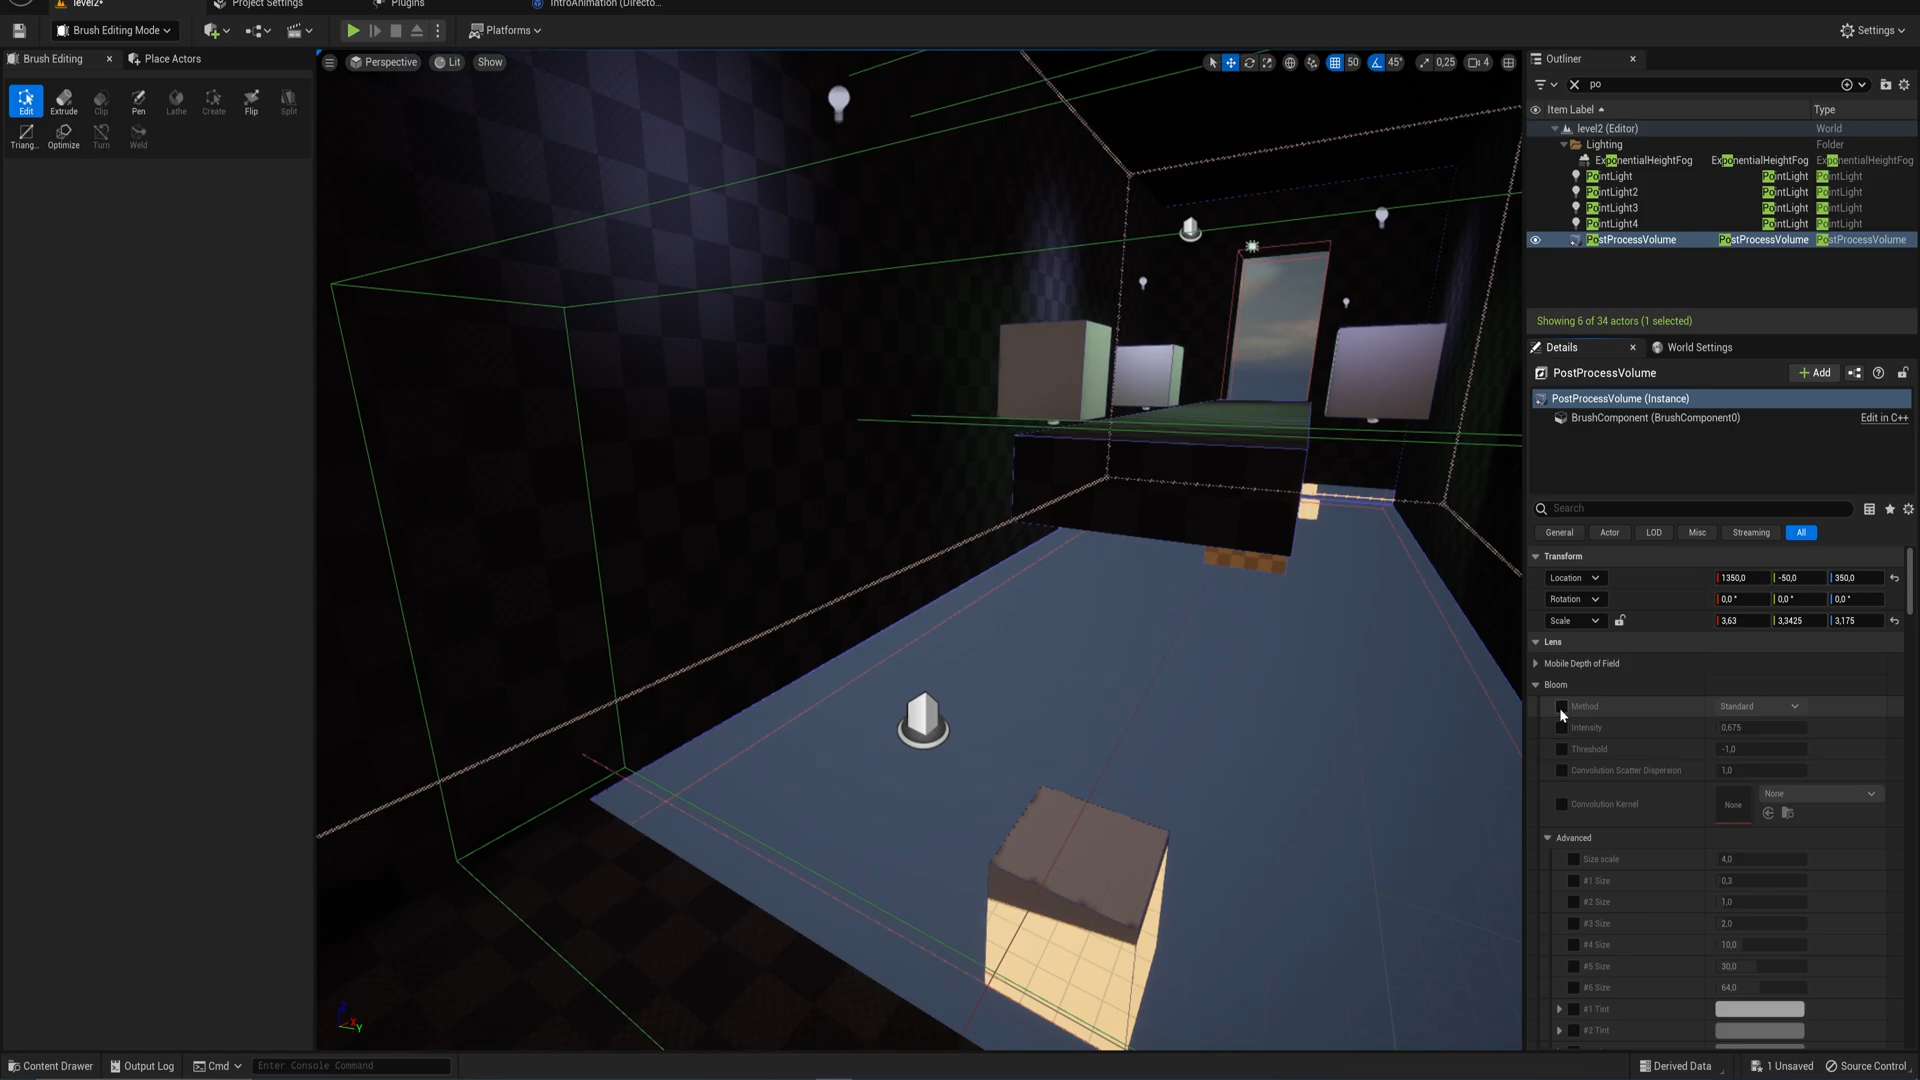 level2*
Project Settings
Plugins
IntroAnimation (Directo...
Brush Editing Mode
Platforms
Settings
Brush Editing
Place Actors
Edit
Extrude
Clip
Pen
Lathe
Create
Flip
Split
Triang...
Optimize
Turn
Weld
Perspective
Lit
Show
50
45°
0,25
4
Z
X
Y
Outliner
po
Item Label
Type
level2 (Editor) World
Lighting Folder
ExponentialHeightFog ExponentialHeightFog ExponentialHeightFog
PointLight PointLight PointLight
PointLight2 PointLight PointLight
PointLight3 PointLight PointLight
PointLight4 PointLight PointLight
PostProcessVolume PostProcessVolume PostProcessVolume
Showing 6 of 34 actors (1 selected)
Details
World Settings
PostProcessVolume
Add
PostProcessVolume (Instance)
BrushComponent (BrushComponent0) Edit in C++
Search
General
Actor
LOD
Misc
Streaming
All
Transform
Location 1350,0 -50,0 350,0
Rotation 0,0 ° 0,0 ° 0,0 °
Scale 3,63 3,3425 3,175
Lens
Mobile Depth of Field
Bloom
Method Standard
Intensity 0,675
Threshold -1,0
Convolution Scatter Dispersion 1,0
Convolution Kernel None None
Advanced
Size scale 4,0
#1 Size 0,3
#2 Size 1,0
#3 Size 2,0
#4 Size 10,0
#5 Size 30,0
#6 Size 64,0
#1 Tint
#2 Tint
Content Drawer
Output Log
Cmd
Enter Console Command
Derived Data
1 Unsaved
Source Control